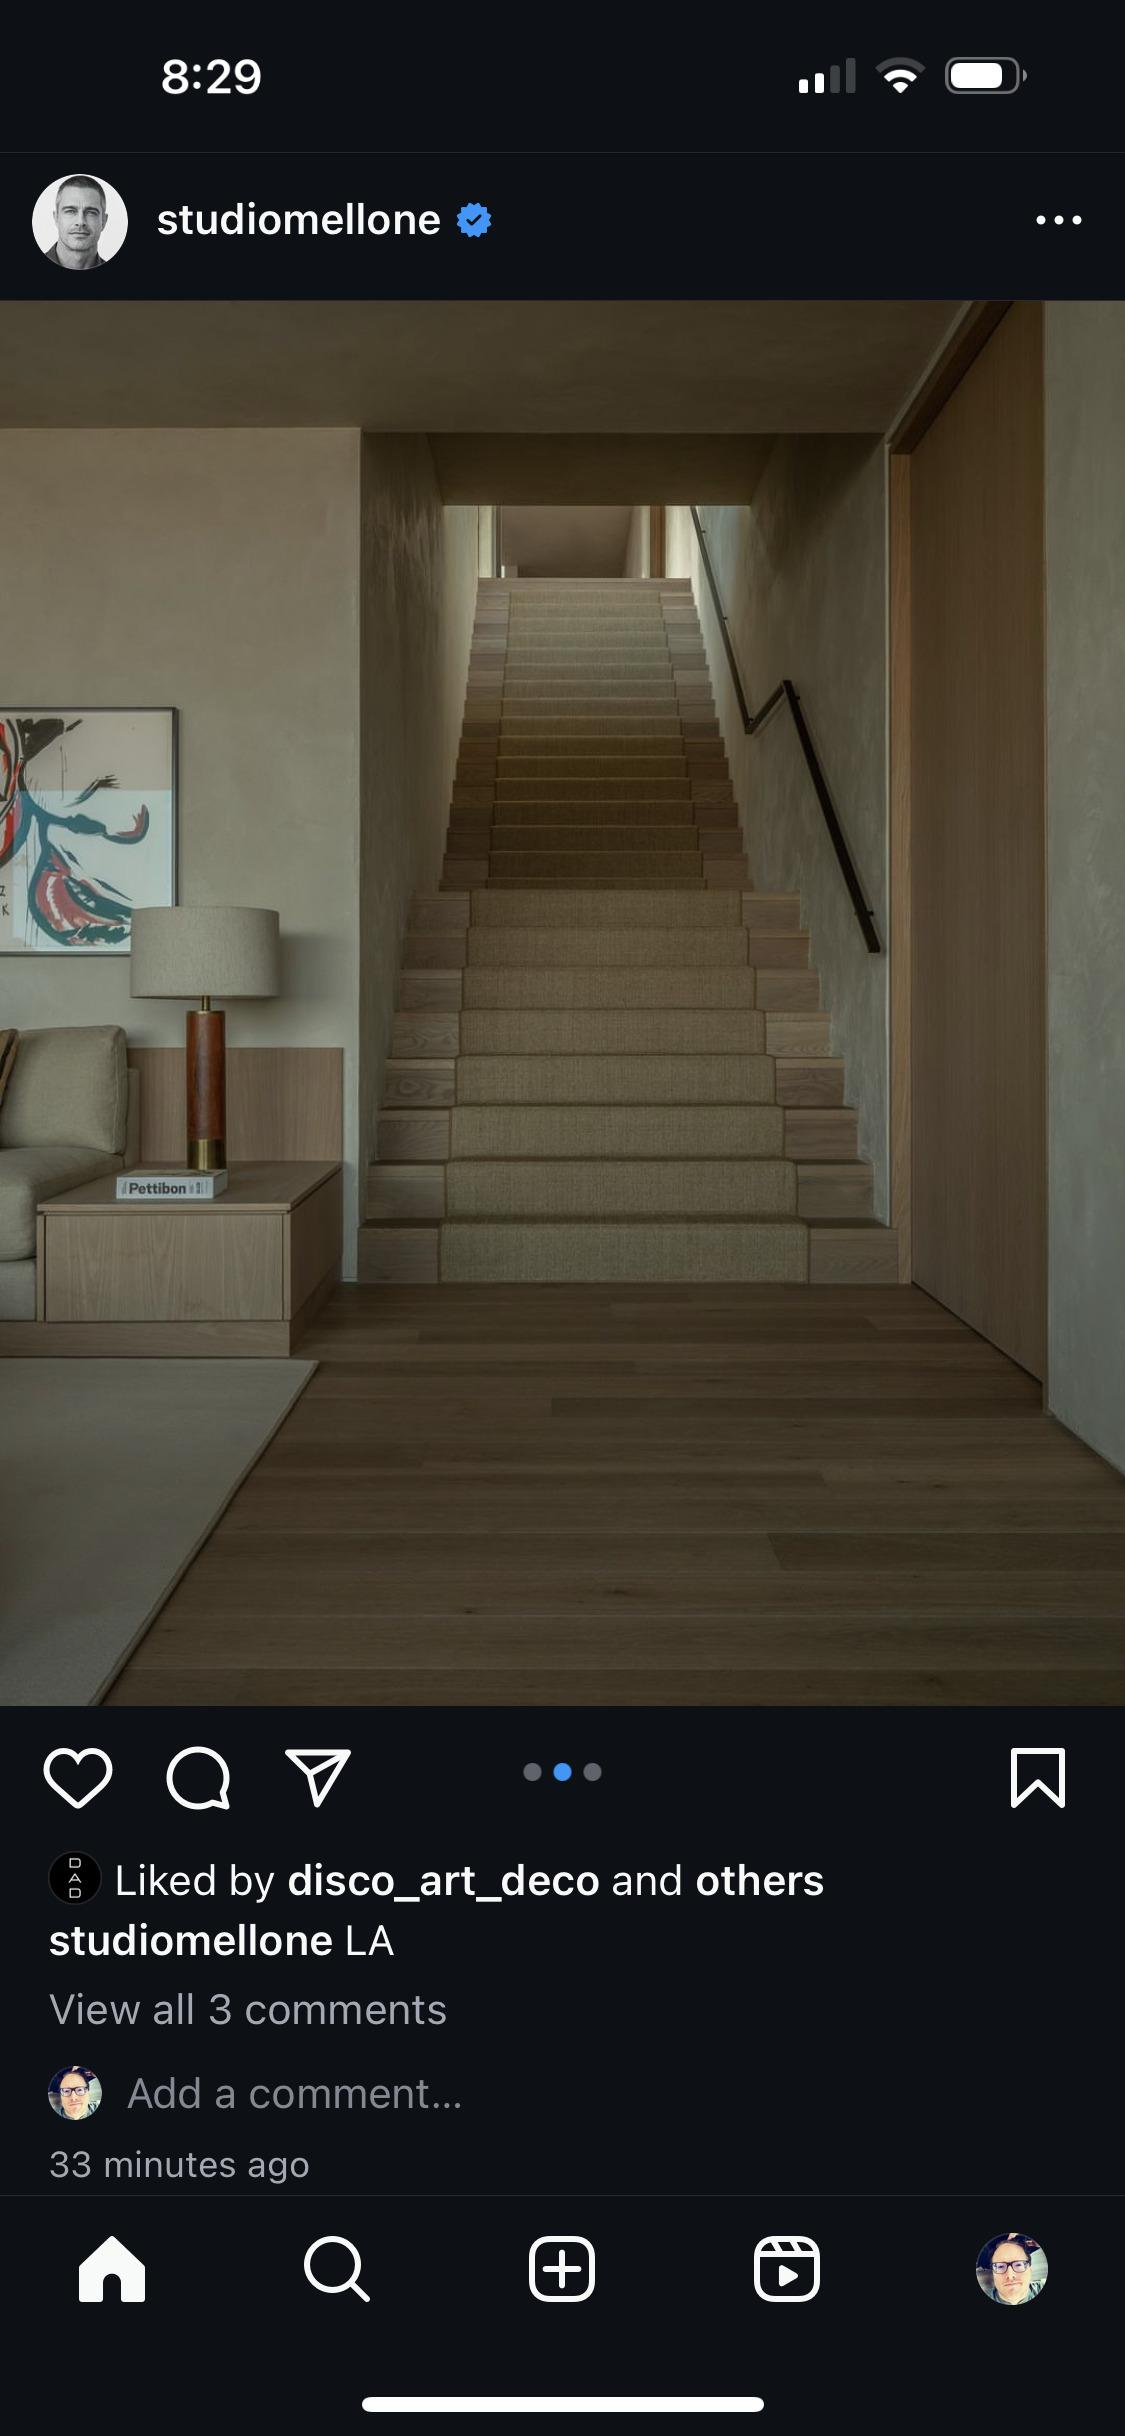 8:29
studiomellone
Z
K
Pettibon
DAD
Liked by disco_art_deco and others
studiomellone LA
View all 3 comments
Add a comment...
33 minutes ago